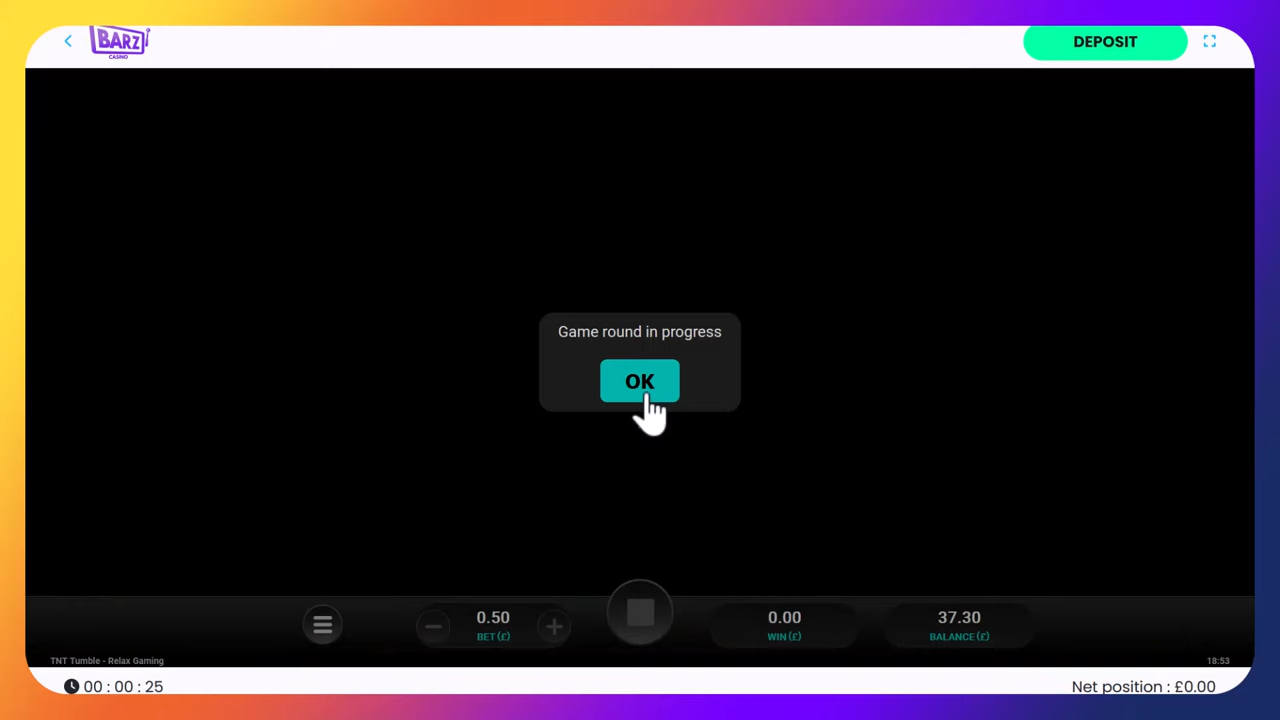 BARZ
CASINO
DEPOSIT
Game round in progress
OK
0.50
BET (£)
0.00
WIN (£)
37.30
BALANCE (£)
TNT Tumble - Relax Gaming
18:53
00 : 00 : 25
Net position : £0.00